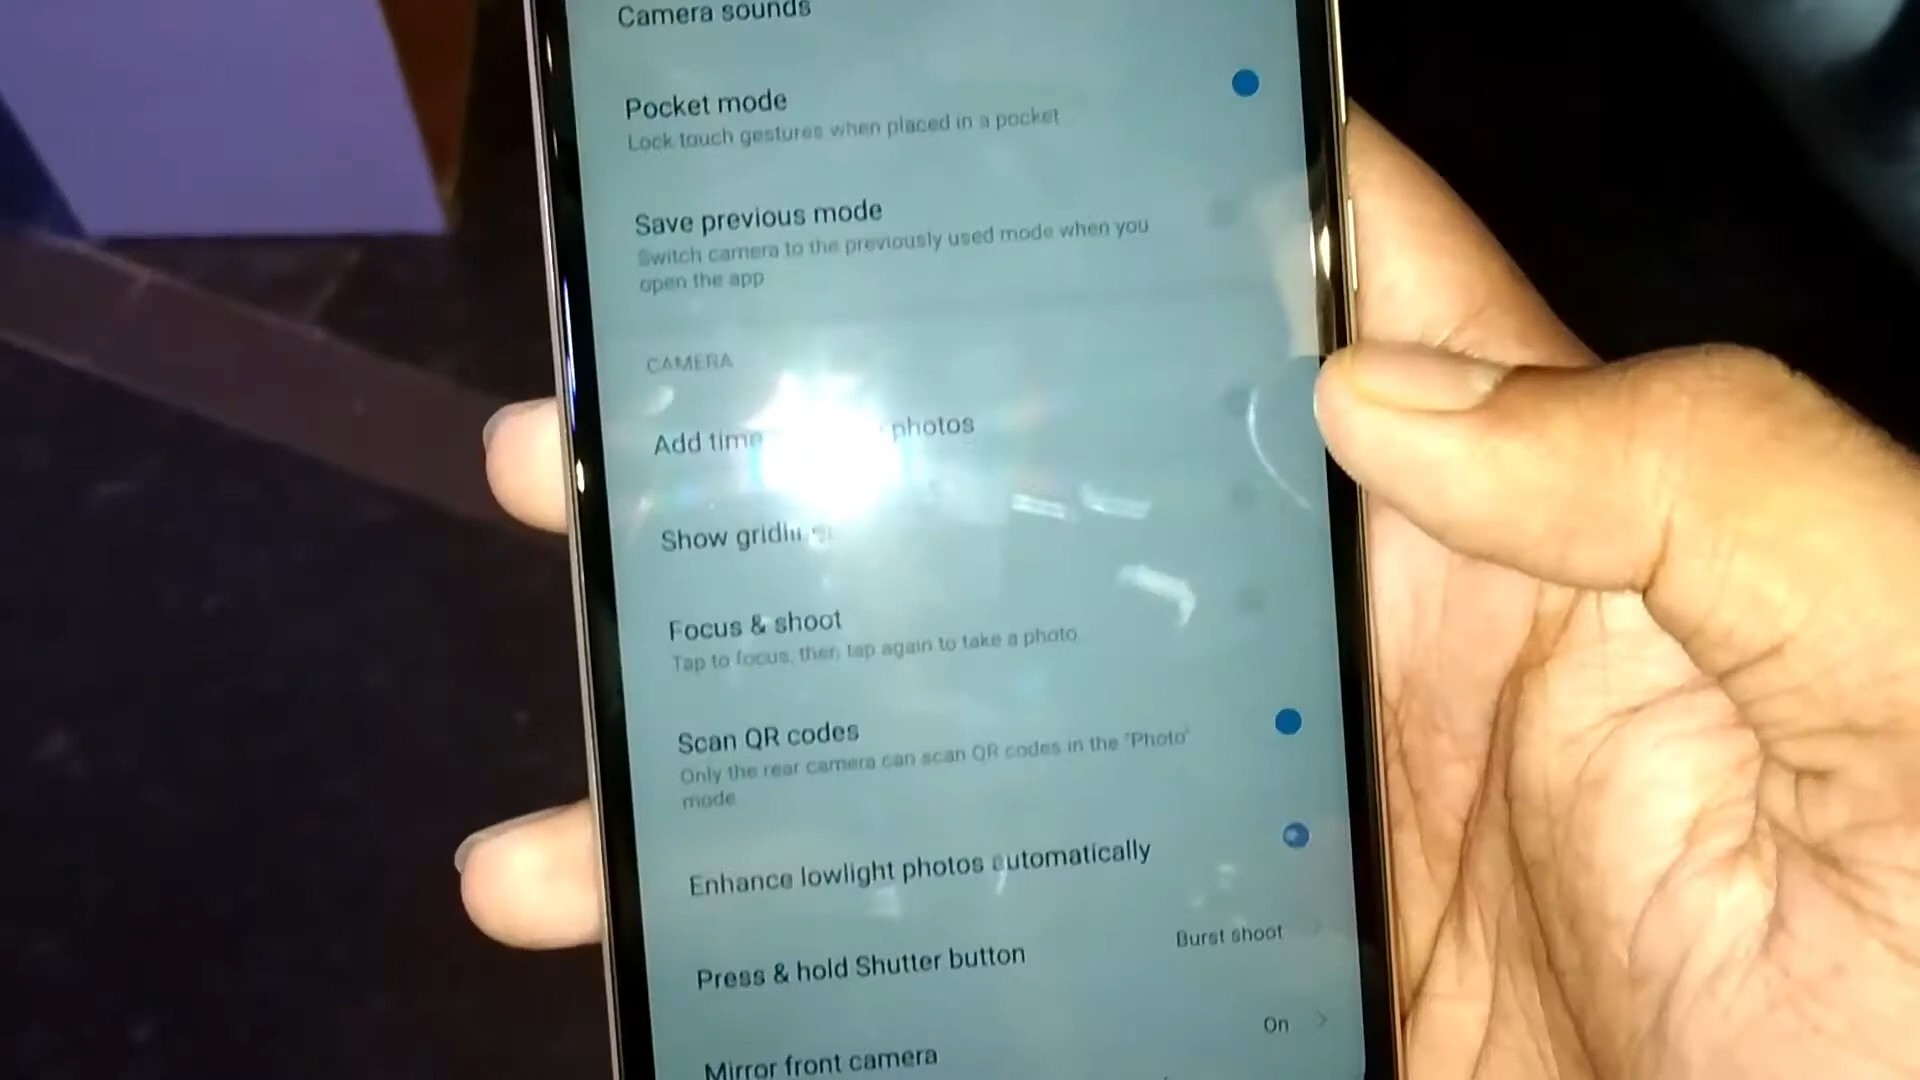 Camera sounds
Pocket mode
Lock touch gestures when placed in a pocket
Save previous mode
Switch camera to the previously used mode when you
open the app
CAMERA
Add time photos
Show
Focus & shoot
Tap to focus, then tap again to take a photo
Scan QR codes
Only the rear camera can scan QR codes in the "Photo"
mode
Enhance lowlight photos automatically
Press & hold Shutter button
Burst shoot
Mirror front camera
On